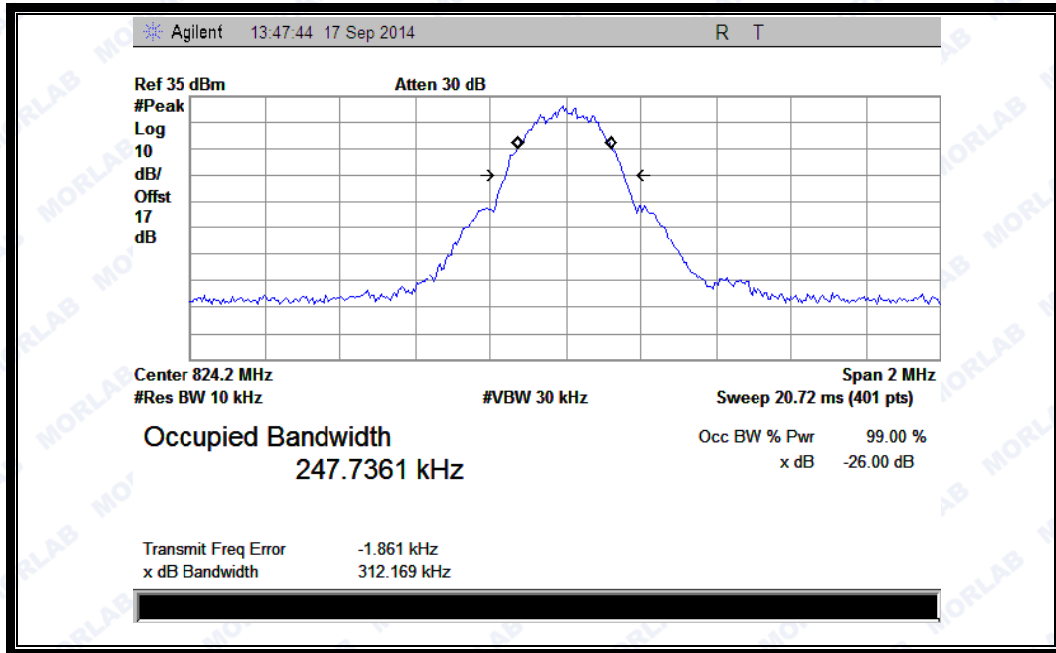 Agilent 13:47:44 17 Sep 2014 R T
Ref 35 dBm Atten 30 dB
#Peak
Log
10
dB/
Offst
17
dB
Center 824.2 MHz Span 2 MHz
#Res BW 10 kHz #VBW 30 kHz Sweep 20.72 ms (401 pts)
Occupied Bandwidth Occ BW % Pwr 99.00 %
247.7361 kHz x dB -26.00 dB
Transmit Freq Error -1.861 kHz
x dB Bandwidth 312.169 kHz
MORLAB